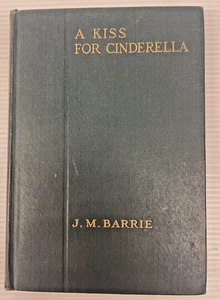 A KISS
FOR CINDERELLA
J. M. BARRIE